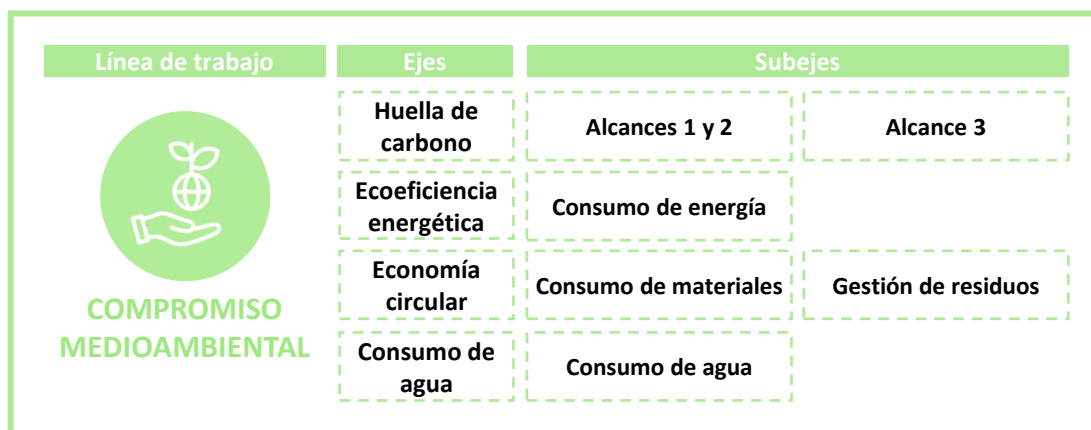 Línea de trabajo
Ejes
Subejes
COMPROMISO
MEDIOAMBIENTAL
Huella de
carbono
Alcances 1 y 2
Alcance 3
Ecoeficiencia
energética
Consumo de energía
Economía
circular
Consumo de materiales
Gestión de residuos
Consumo de
agua
Consumo de agua